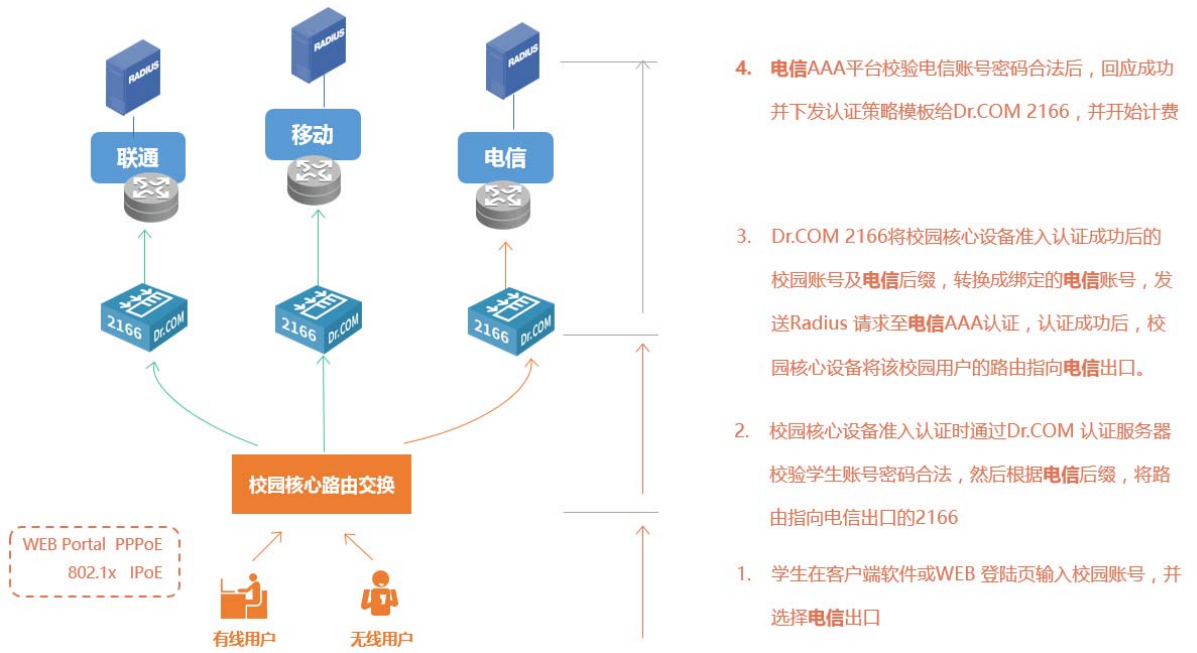 RADIUS
RADIUS
RADIUS
联通
移动
电信
2166 Dr.COM
2166 Dr.COM
2166 Dr.COM
校园核心路由交换
WEB Portal PPPoE
802.1x IPoE
有线用户
无线用户
4. 电信AAA平台校验电信账号密码合法后，回应成功
并下发认证策略模板给Dr.COM 2166，并开始计费
3. Dr.COM 2166将校园核心设备准入认证成功后的
校园账号及电信后缀，转换成绑定的电信账号，发
送Radius 请求至电信AAA认证，认证成功后，校
园核心设备将该校园用户的路由指向电信出口。
2. 校园核心设备准入认证时通过Dr.COM 认证服务器
校验学生账号密码合法，然后根据电信后缀，将路
由指向电信出口的2166
1. 学生在客户端软件或WEB 登陆页输入校园账号，并
选择电信出口